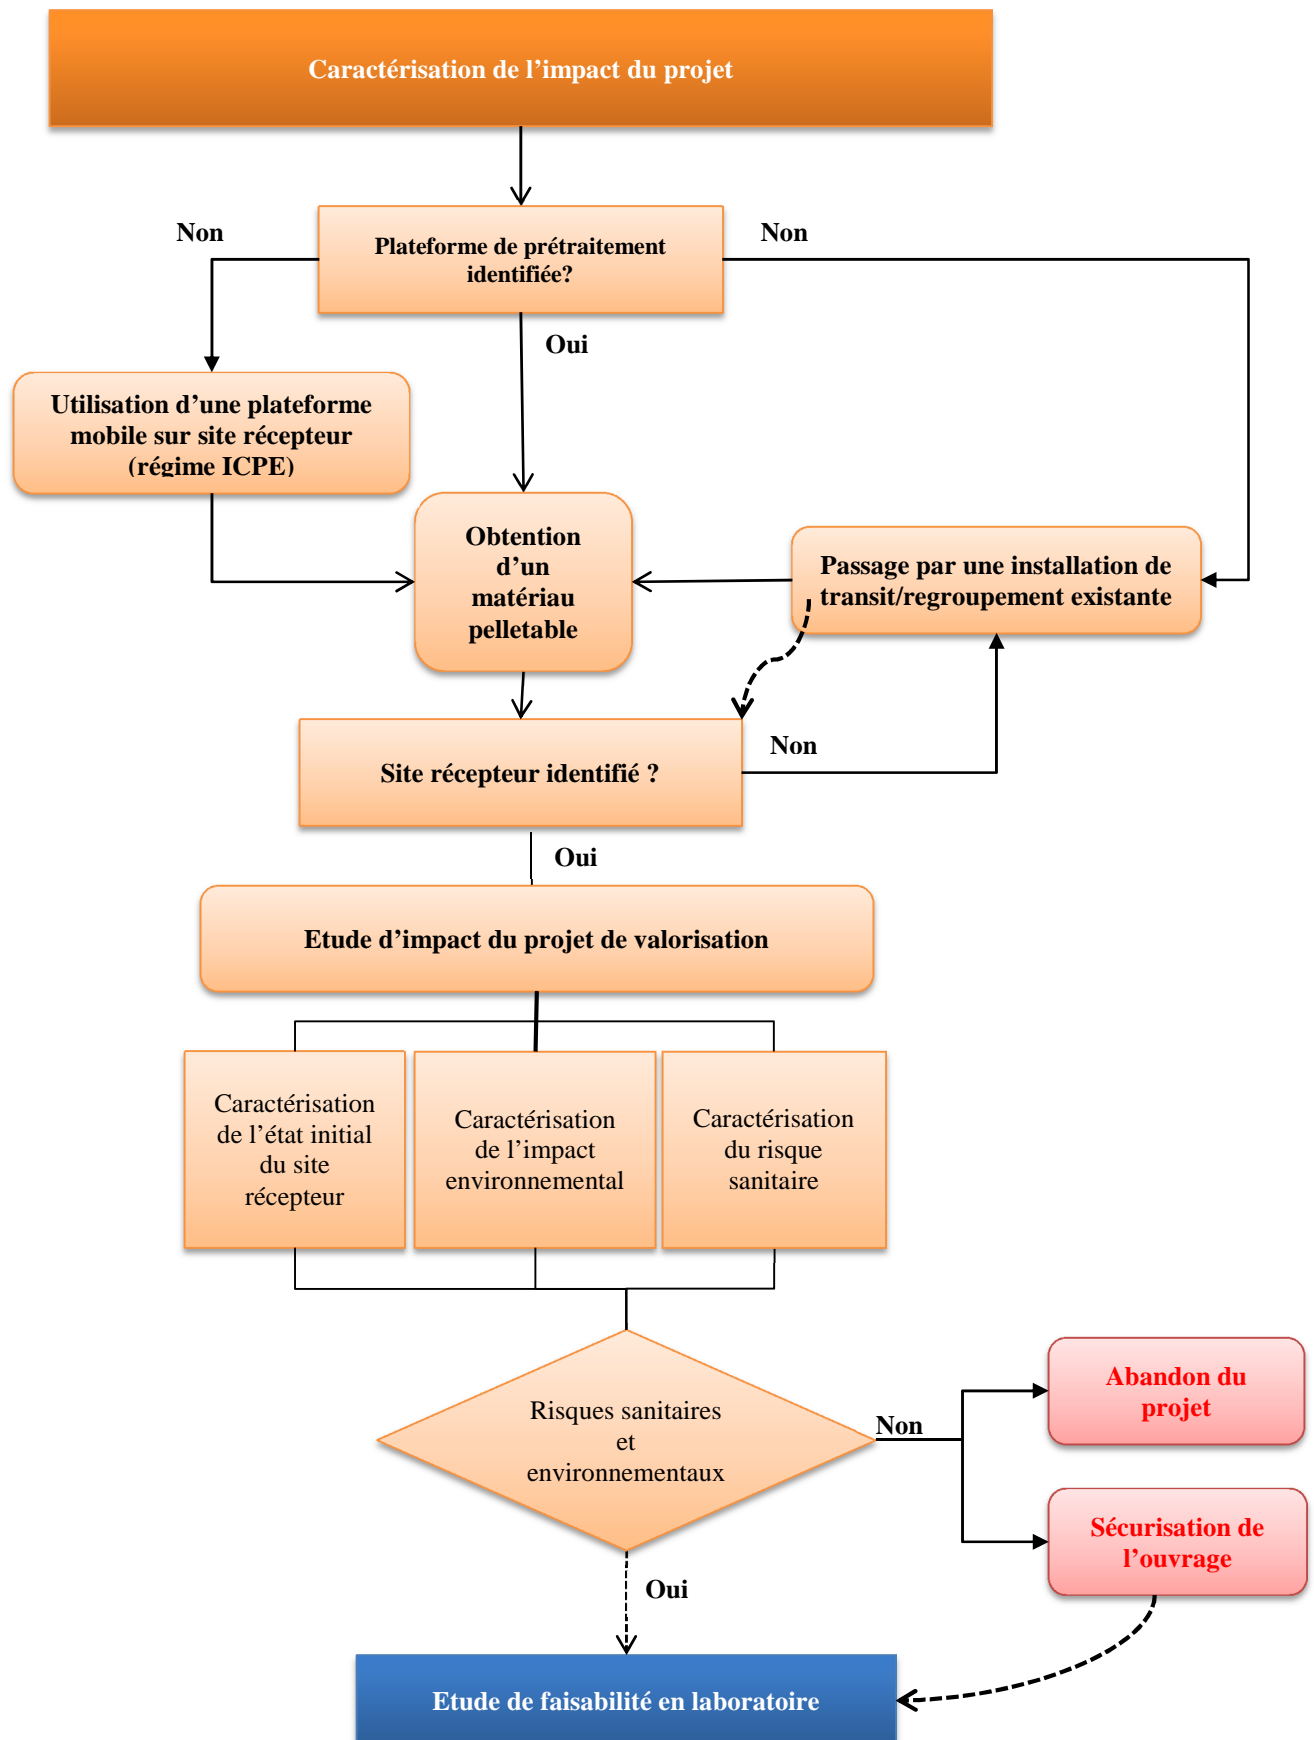 Caractérisation de l’impact du projet
Non
Plateforme de prétraitement
identifiée?
Non
Oui
Utilisation d’une plateforme
mobile sur site récepteur
(régime ICPE)
Obtention
d’un
matériau
pelletable
Passage par une installation de
transit/regroupement existante
Site récepteur identifié ?
Non
Oui
Etude d’impact du projet de valorisation
Caractérisation
de l’état initial
du site
récepteur
Caractérisation
de l’impact
environnemental
Caractérisation
du risque
sanitaire
Risques sanitaires
et
environnementaux
Non
Abandon du
projet
Sécurisation de
l’ouvrage
Oui
Etude de faisabilité en laboratoire